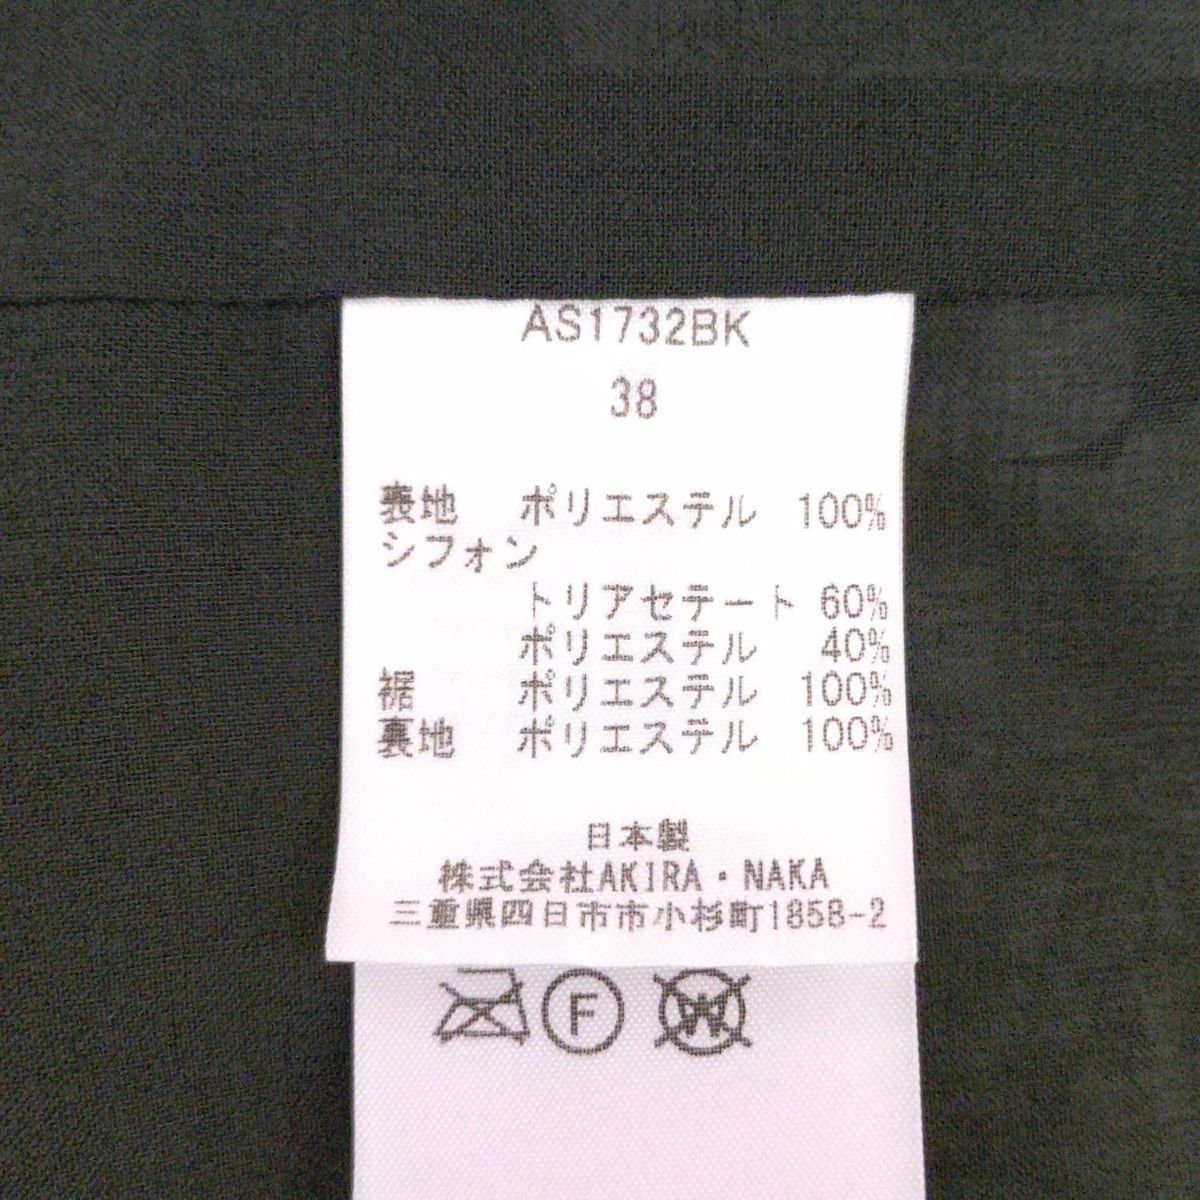 AS1732BK
38
表地 ポリエステル 100%
シフォン
トリアセテート 60%
ポリエステル 40%
裾 ポリエステル 100%
裏地 ポリエステル 100%
日本製
株式会社AKIRA・NAKA
三重県四日市市小杉町1858-2
F
W